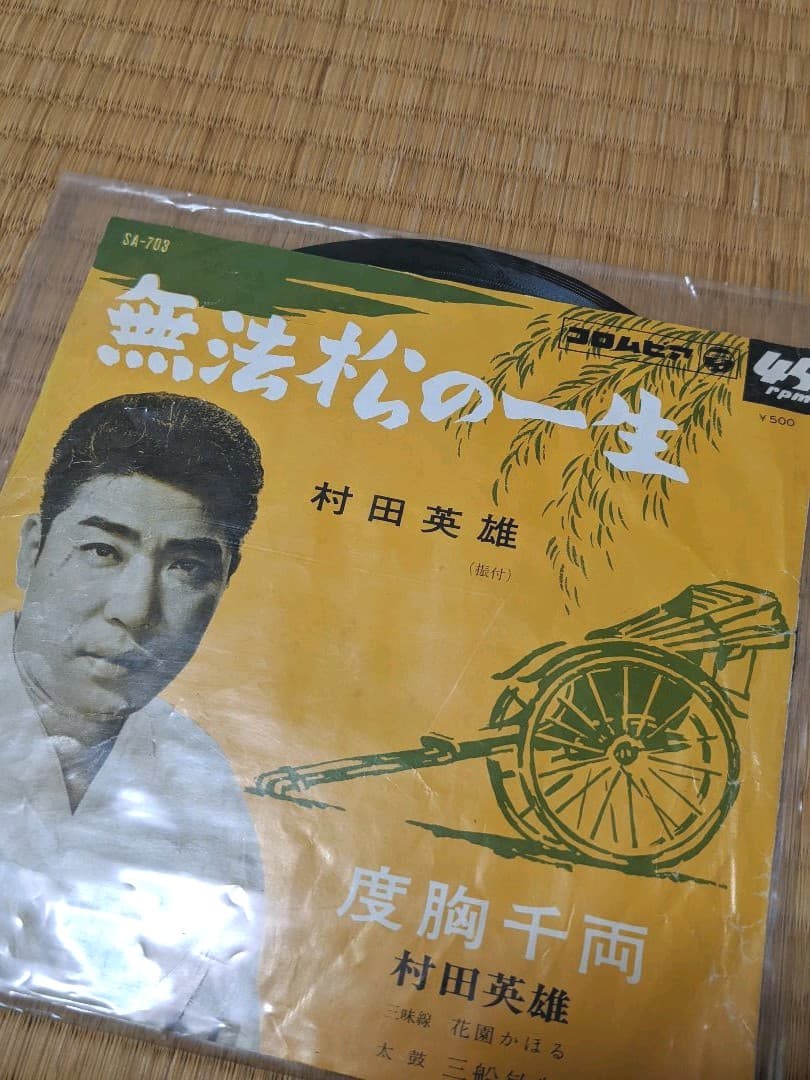 SA-703
無法松の一生
コロムビア
45
rpm
¥500
村田英雄
(振付)
度胸千両
村田英雄
三味線 花園かほる
太鼓 三船